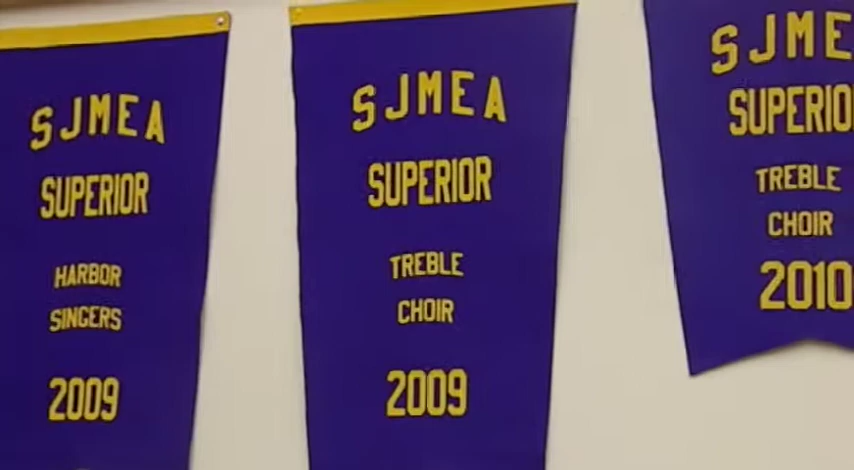 SJMEA
SUPERIOR
HARBOR
SINGERS
2009
SJMEA
SUPERIOR
TREBLE
CHOIR
2009
SJME
SUPERIO
TREBLE
CHOIR
2010